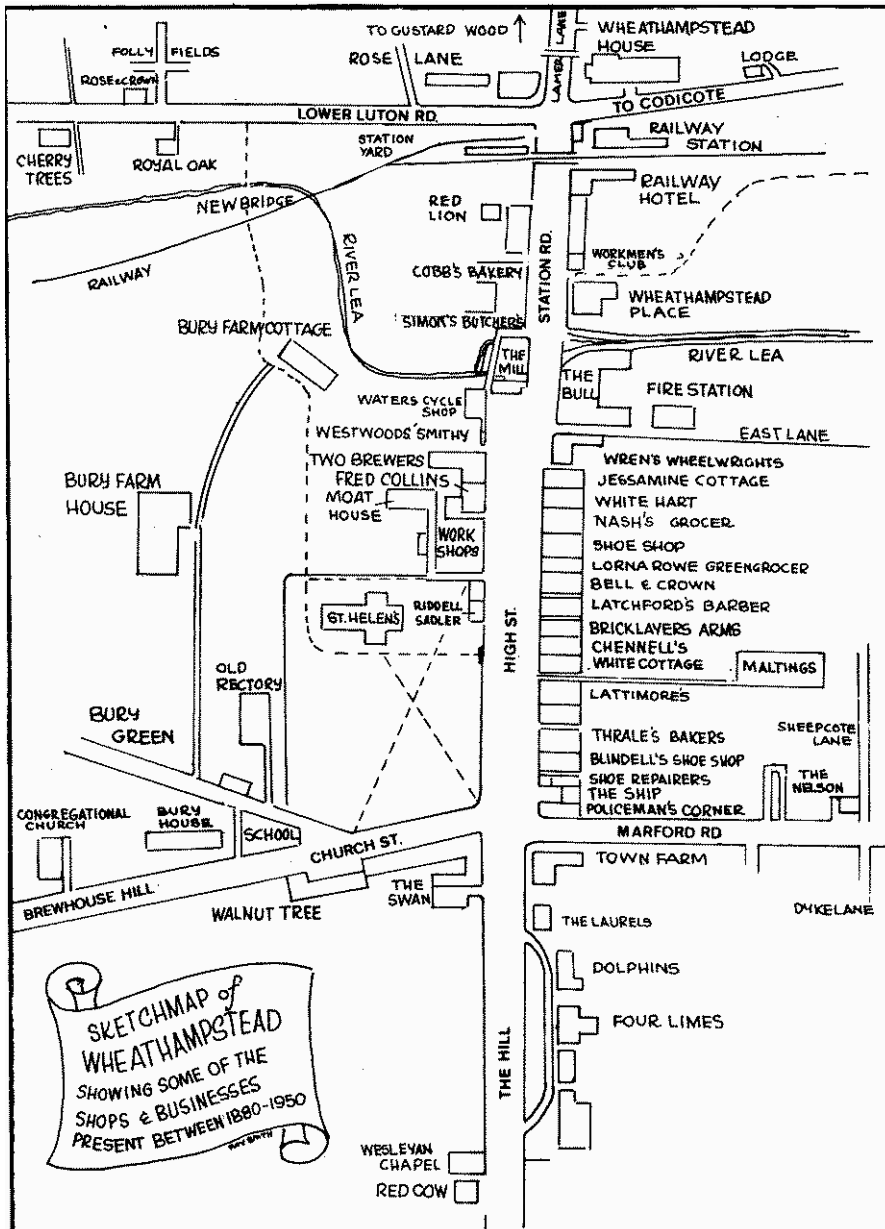 TO GUSTARD WOOD
LAMER LANE
WHEATHAMPSTEAD
HOUSE
FOLLY FIELDS
ROSE LANE
LODGE
ROSE & CROWN
LOWER LUTON RD.
TO CODICOTE
CHERRY
TREES
ROYAL OAK
STATION
YARD
RAILWAY
STATION
RAILWAY
HOTEL
NEWBRIDGE
RED
LION
RIVER LEA
STATION RD.
WORKMEN'S
CLUB
RAILWAY
COBB'S BAKERY
WHEATHAMPSTEAD
PLACE
SIMON'S BUTCHERS
BURY FARM COTTAGE
THE
MILL
RIVER LEA
THE
BULL
FIRE STATION
WATERS CYCLE
SHOP
WESTWOODS' SMITHY
EAST LANE
TWO BREWERS
FRED COLLINS
WREN'S WHEELWRIGHTS
JESSAMINE COTTAGE
BURY FARM
HOUSE
MOAT
HOUSE
WHITE HART
NASH'S GROCER
WORK
SHOPS
SHOE SHOP
LORNA ROWE GREENGROCER
BELL & CROWN
ST. HELEN'S
RIDDELL
SADLER
LATCHFORD'S BARBER
HIGH ST.
BRICKLAYERS ARMS
CHENNELL'S
WHITE COTTAGE
MALTINGS
OLD
RECTORY
LATTIMORE'S
BURY
GREEN
THRALE'S BAKERS
SHEEPCOTE
LANE
BLINDELL'S SHOE SHOP
SHOE REPAIRERS
THE SHIP
POLICEMAN'S CORNER
THE
NELSON
CONGREGATIONAL
CHURCH
BURY
HOUSE
SCHOOL
CHURCH ST.
MARFORD RD
TOWN FARM
BREWHOUSE HILL
WALNUT TREE
THE
SWAN
THE LAURELS
DYKE LANE
DOLPHINS
FOUR LIMES
THE HILL
SKETCHMAP of
WHEATHAMPSTEAD
SHOWING SOME OF THE
SHOPS & BUSINESSES
PRESENT BETWEEN 1880-1950
WESLEYAN
CHAPEL
RED COW